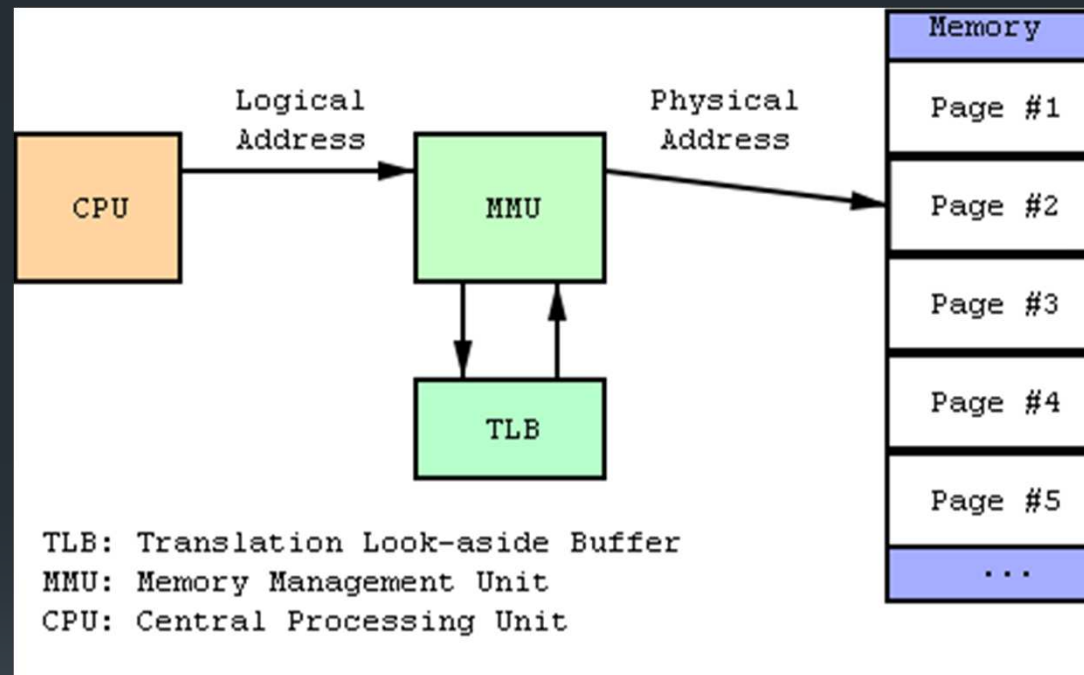 Memory
Logical
Address
Physical
Address
CPU
MMU
TLB
Page #1
Page #2
Page #3
Page #4
Page #5
...
TLB: Translation Look-aside Buffer
MMU: Memory Management Unit
CPU: Central Processing Unit